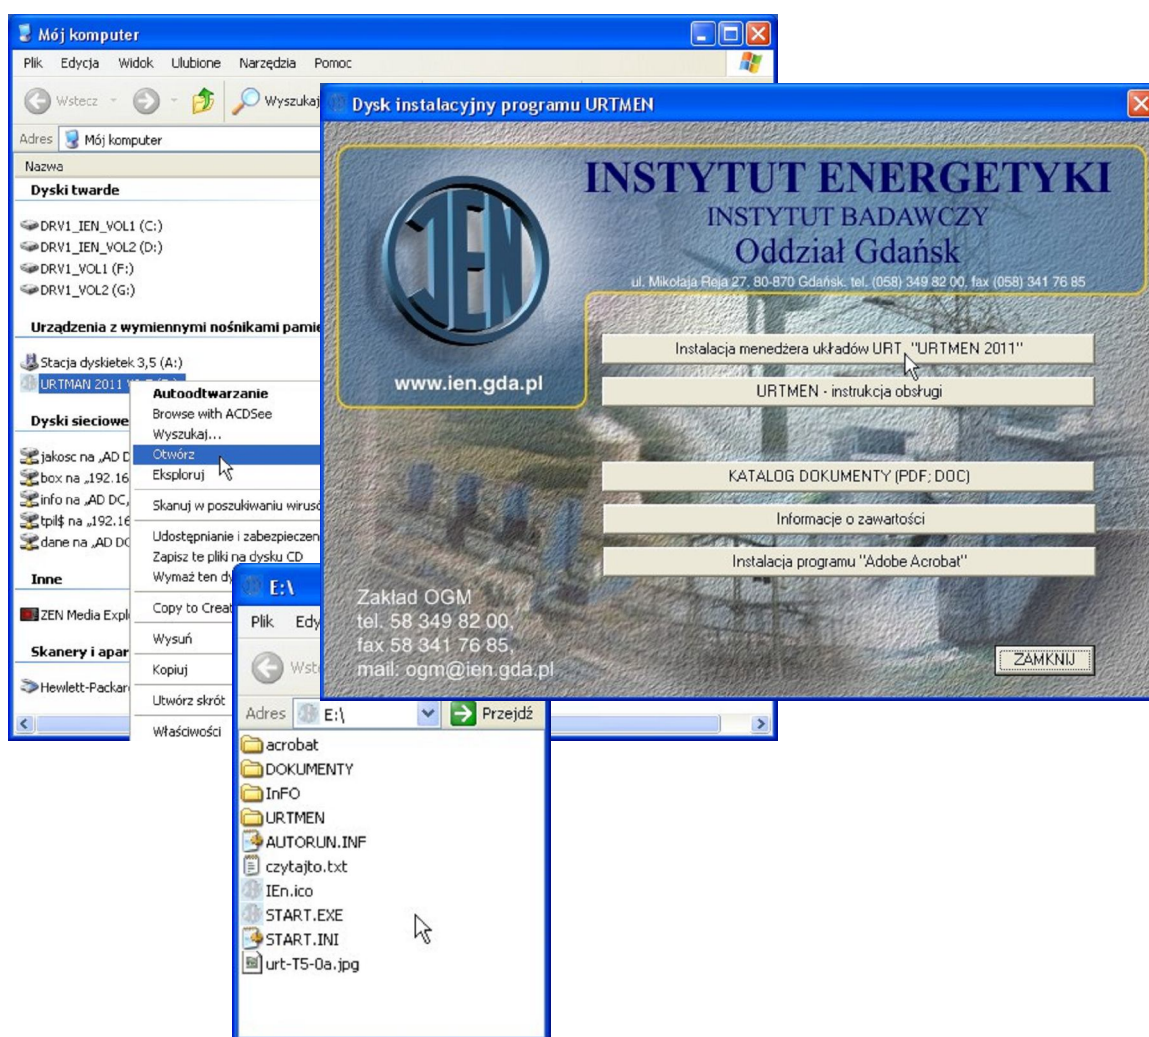 Mój komputer
Plik Edycja Widok Ulubione Narzędzia Pomoc
Wstecz Wyszukaj
Adres Mój komputer
Nazwa
Dyski twarde
DRV1_IEN_VOL1 (C:)
DRV1_IEN_VOL2 (D:)
DRV1_VOL1 (F:)
DRV1_VOL2 (G:)
Urządzenia z wymiennymi nośnikami pamię
Stacja dyskietek 3,5 (A:)
URTMAN 2011
Dyski sieciowe
jakosc na „AD D
box na „192.16
info na „AD DC,
tpil$ na „192.16
dane na „AD DC
Inne
ZEN Media Expl
Skanery i apar
Hewlett-Packar
Autoodtwarzanie
Browse with ACDSee
Wyszukaj...
Otwórz
Eksploruj
Skanuj w poszukiwaniu wirusó
Udostępnianie i zabezpieczen
Zapisz te pliki na dysku CD
Wymaż ten dy
Copy to Creat
Wysuń
Kopiuj
Utwórz skrót
Właściwości
Dysk instalacyjny programu URTMEN
IEN
www.ien.gda.pl
INSTYTUT ENERGETYKI
INSTYTUT BADAWCZY
Oddział Gdańsk
ul. Mikołaja Reja 27, 80-870 Gdańsk, tel. (058) 349 82 00, fax (058) 341 76 85
Instalacja menedżera układów URT "URTMEN 2011"
URTMEN - instrukcja obsługi
KATALOG DOKUMENTY (PDF; DOC)
Informacje o zawartości
Instalacja programu "Adobe Acrobat"
Zakład OGM
tel. 58 349 82 00,
fax 58 341 76 85,
mail: ogm@ien.gda.pl
ZAMKNIJ
E:\
Plik Edy
Wst
Adres E:\ Przejdź
acrobat
DOKUMENTY
InFO
URTMEN
AUTORUN.INF
czytajto.txt
IEn.ico
START.EXE
START.INI
urt-T5-0a.jpg